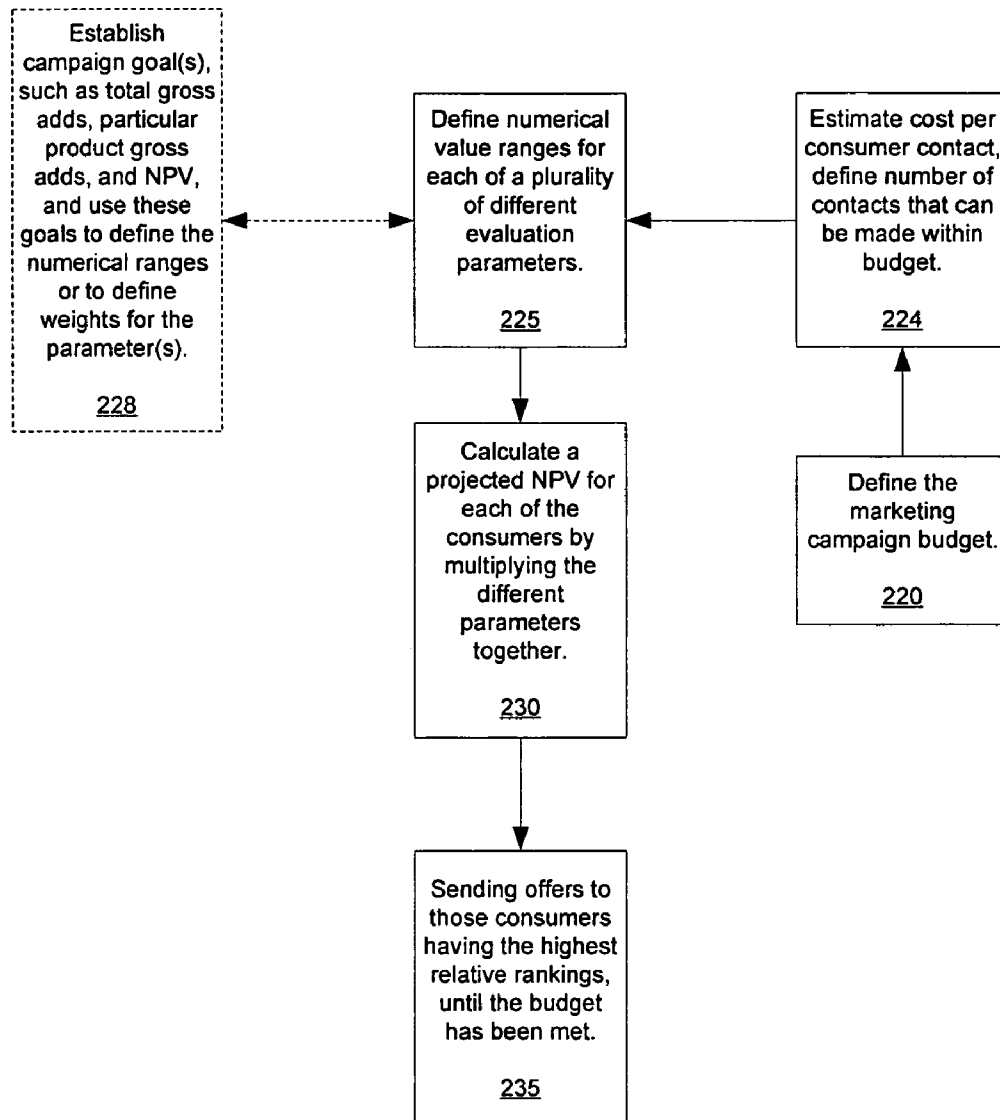 Establish
campaign goal(s),
such as total gross
adds, particular
product gross
adds, and NPV,
and use these
goals to define the
numerical ranges
or to define
weights for the
parameter(s).
228
Define numerical
value ranges for
each of a plurality
of different
evaluation
parameters.
225
Estimate cost per
consumer contact,
define number of
contacts that can
be made within
budget.
224
Calculate a
projected NPV for
each of the
consumers by
multiplying the
different
parameters
together.
230
Define the
marketing
campaign budget.
220
Sending offers to
those consumers
having the highest
relative rankings,
until the budget
has been met.
235